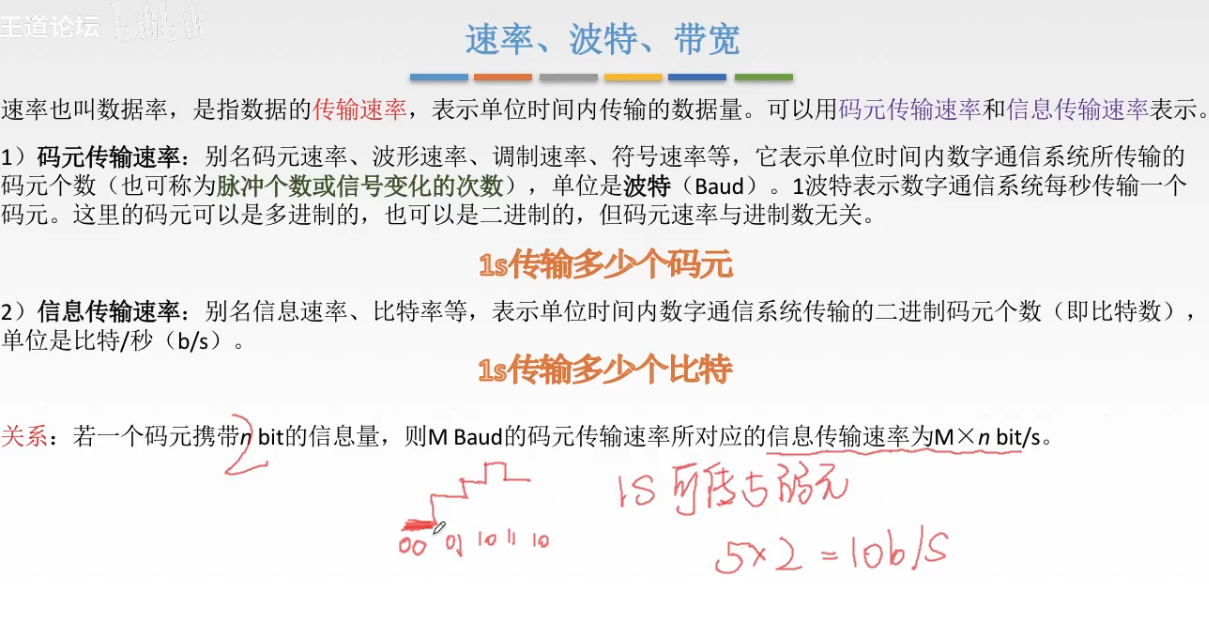 王道论坛
速率、波特、带宽
速率也叫数据率，是指数据的传输速率，表示单位时间内传输的数据量。可以用码元传输速率和信息传输速率表示。
1）码元传输速率：别名码元速率、波形速率、调制速率、符号速率等，它表示单位时间内数字通信系统所传输的
码元个数（也可称为脉冲个数或信号变化的次数），单位是波特（Baud）。1波特表示数字通信系统每秒传输一个
码元。这里的码元可以是多进制的，也可以是二进制的，但码元速率与进制数无关。
1s传输多少个码元
2）信息传输速率：别名信息速率、比特率等，表示单位时间内数字通信系统传输的二进制码元个数（即比特数），
单位是比特/秒（b/s）。
1s传输多少个比特
关系：若一个码元携带n bit的信息量，则M Baud的码元传输速率所对应的信息传输速率为M×n bit/s。
2
1S 可传5码元
00 01 10 11 10
5×2=10b/s